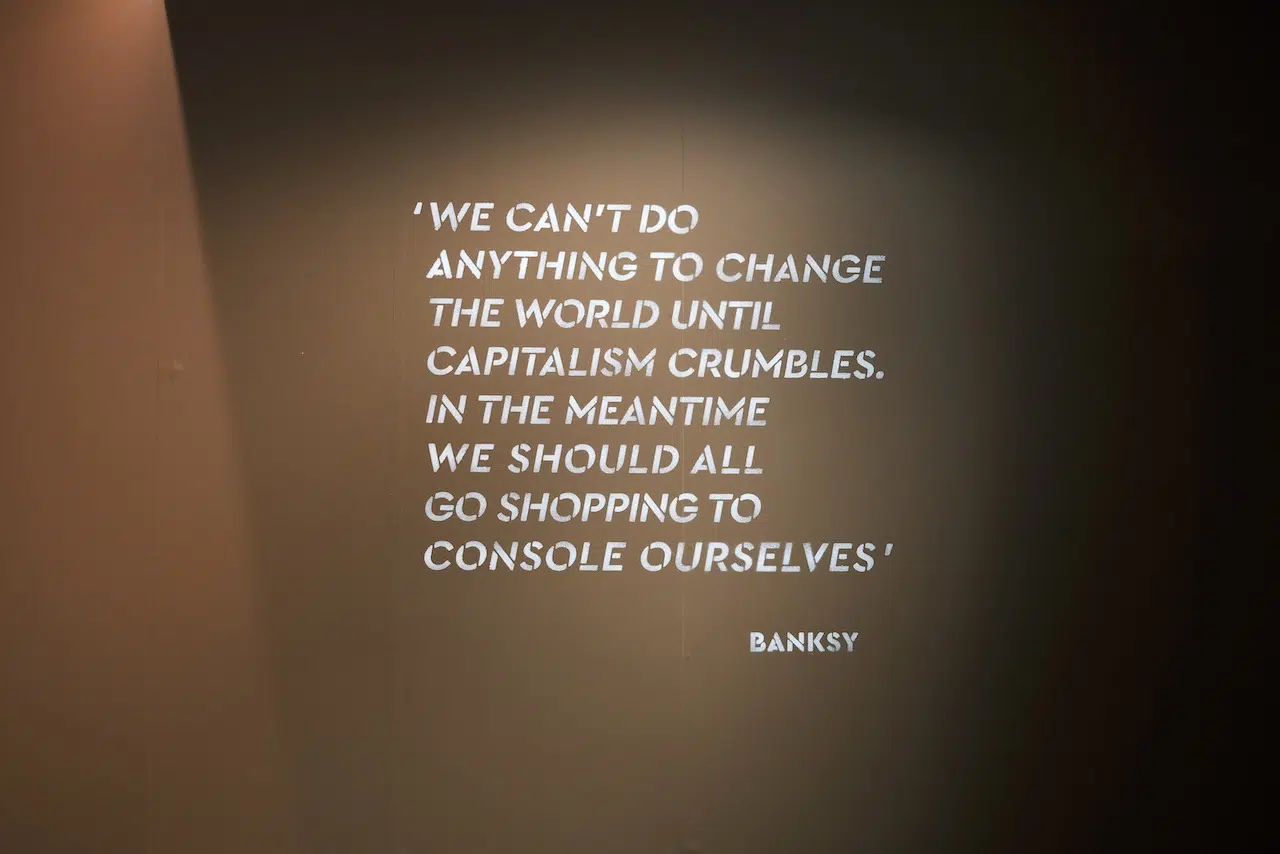 ‘WE CAN’T DO
ANYTHING TO CHANGE
THE WORLD UNTIL
CAPITALISM CRUMBLES.
IN THE MEANTIME
WE SHOULD ALL
GO SHOPPING TO
CONSOLE OURSELVES’
BANKSY